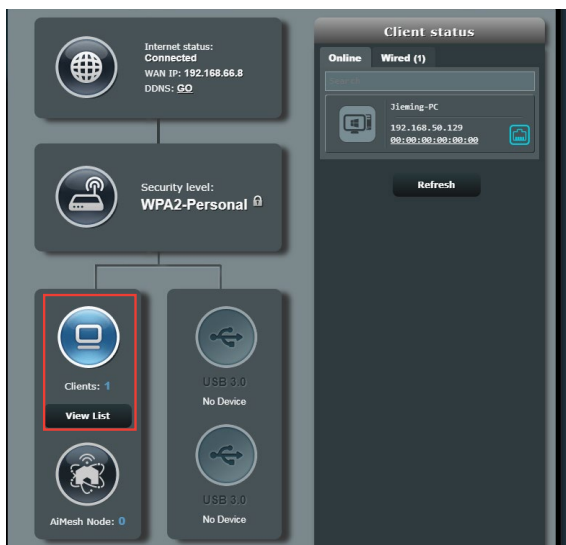 Internet status:
Connected
WAN IP: 192.168.66.8
DDNS: GO
Security level:
WPA2-Personal
Clients: 1
View List
AiMesh Node: 0
USB 3.0
No Device
USB 3.0
No Device
Client status
Online Wired (1)
Jieming-PC
192.168.50.129
00:00:00:00:00:00
Refresh